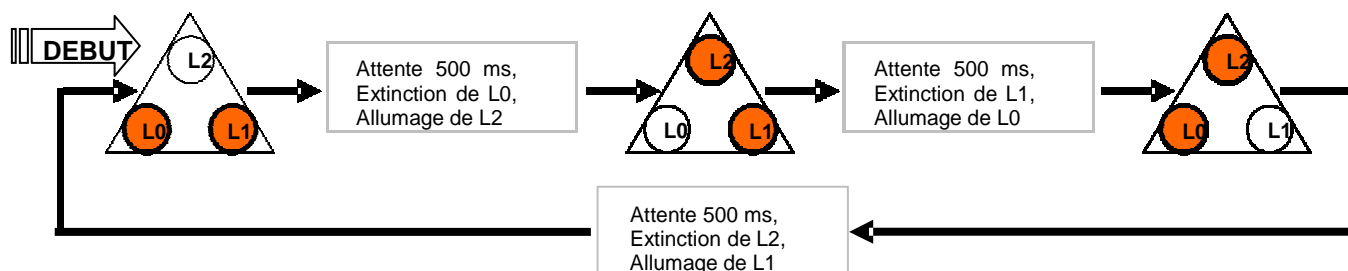 DEBUT
L2
L0
L1
Attente 500 ms,
Extinction de L0,
Allumage de L2
L2
L0
L1
Attente 500 ms,
Extinction de L1,
Allumage de L0
L2
L0
L1
Attente 500 ms,
Extinction de L2,
Allumage de L1